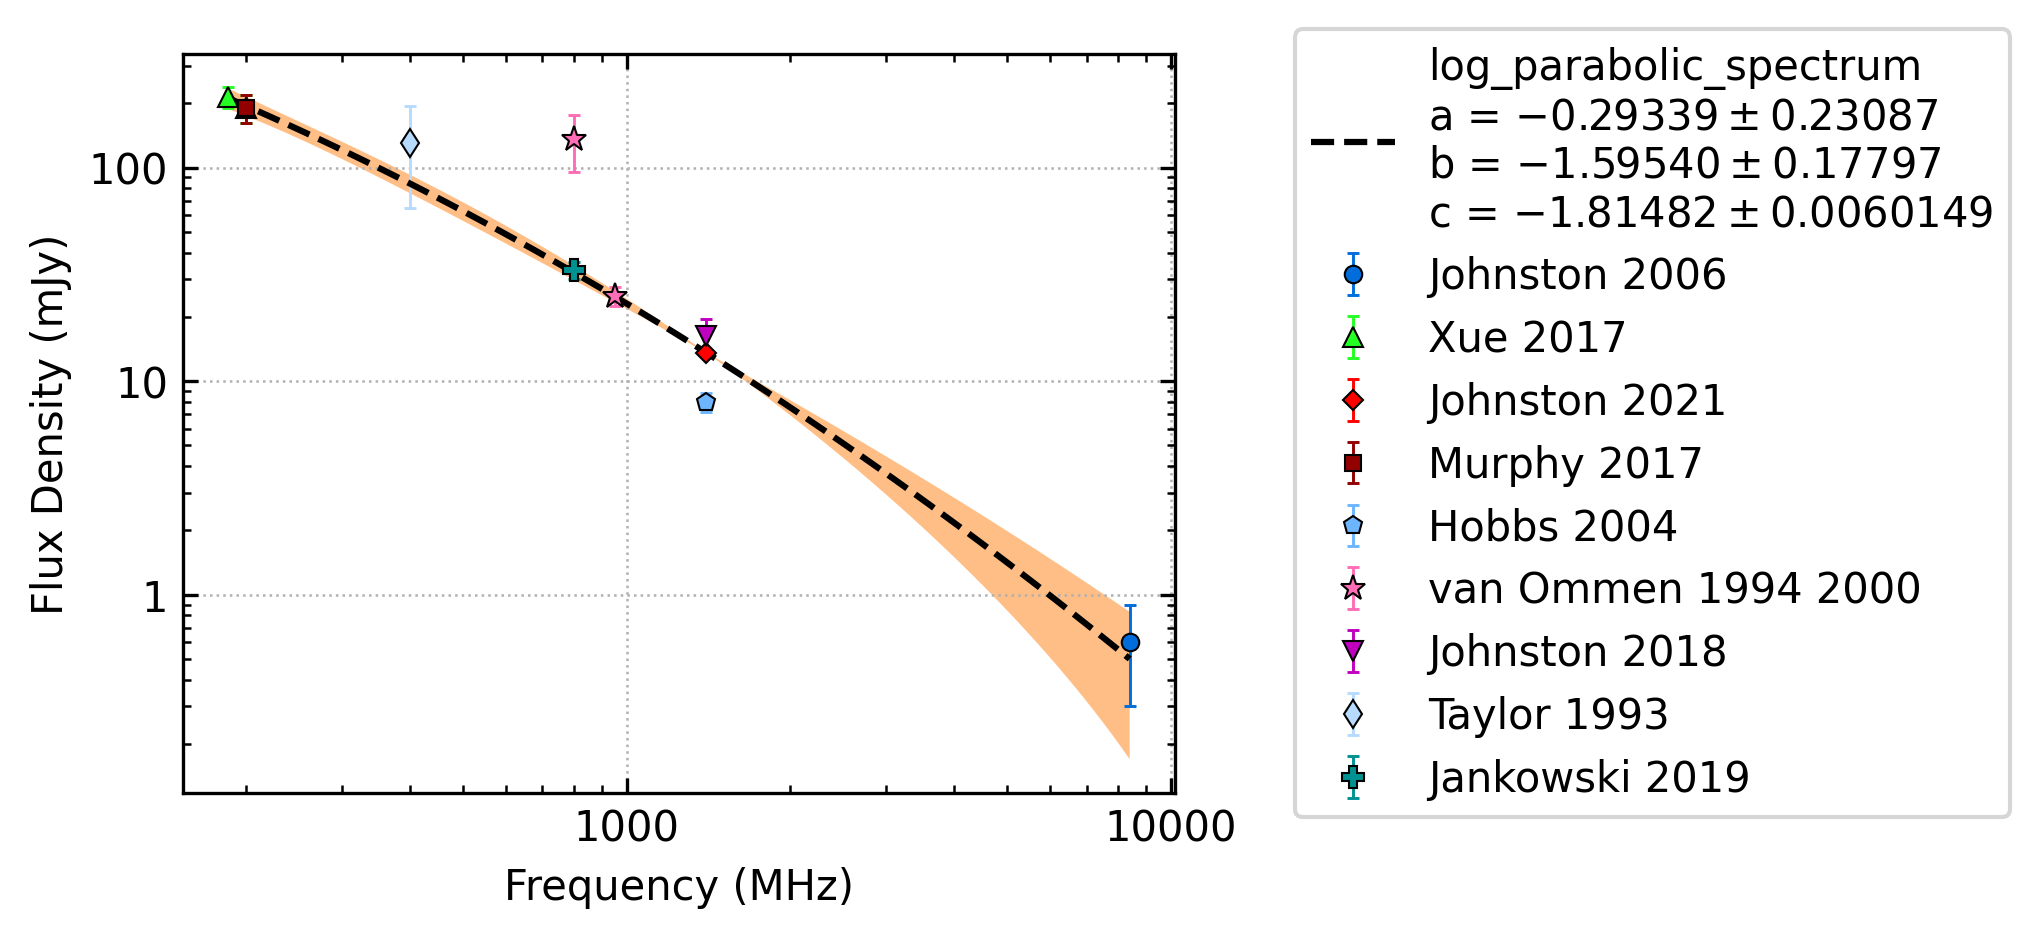 100
10
1
Flux Density (mJy)
1000
10000
Frequency (MHz)
log_parabolic_spectrum
a = −0.29339 ± 0.23087
b = −1.59540 ± 0.17797
c = −1.81482 ± 0.0060149
Johnston 2006
Xue 2017
Johnston 2021
Murphy 2017
Hobbs 2004
van Ommen 1994 2000
Johnston 2018
Taylor 1993
Jankowski 2019